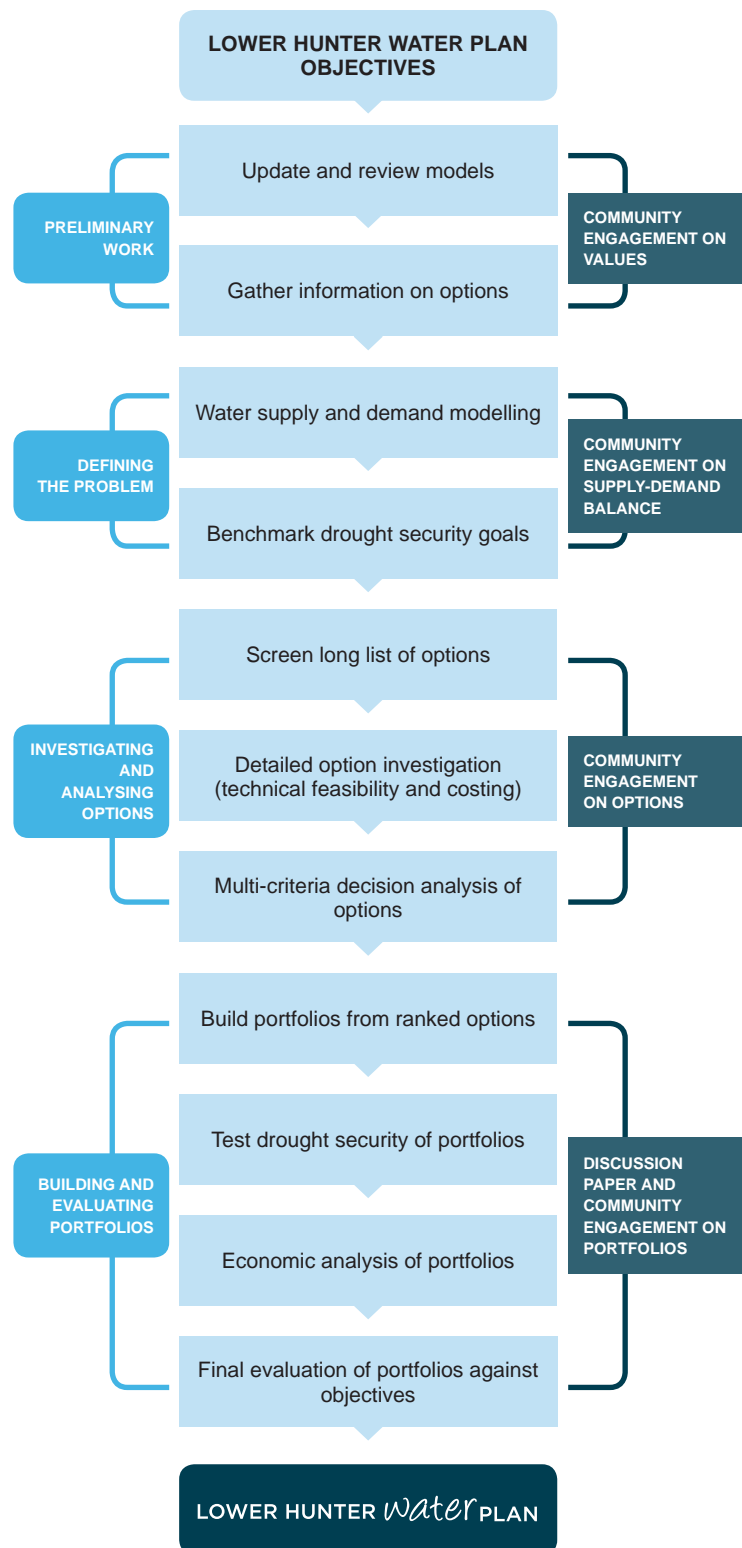 LOWER HUNTER WATER PLAN
OBJECTIVES
Update and review models
PRELIMINARY
WORK
COMMUNITY
ENGAGEMENT ON
VALUES
Gather information on options
Water supply and demand modelling
DEFINING
THE PROBLEM
COMMUNITY
ENGAGEMENT ON
SUPPLY-DEMAND
BALANCE
Benchmark drought security goals
Screen long list of options
INVESTIGATING
AND
ANALYSING
OPTIONS
Detailed option investigation
(technical feasibility and costing)
COMMUNITY
ENGAGEMENT
ON OPTIONS
Multi-criteria decision analysis of
options
Build portfolios from ranked options
Test drought security of portfolios
BUILDING AND
EVALUATING
PORTFOLIOS
DISCUSSION
PAPER AND
COMMUNITY
ENGAGEMENT ON
PORTFOLIOS
Economic analysis of portfolios
Final evaluation of portfolios against
objectives
LOWER HUNTER water PLAN